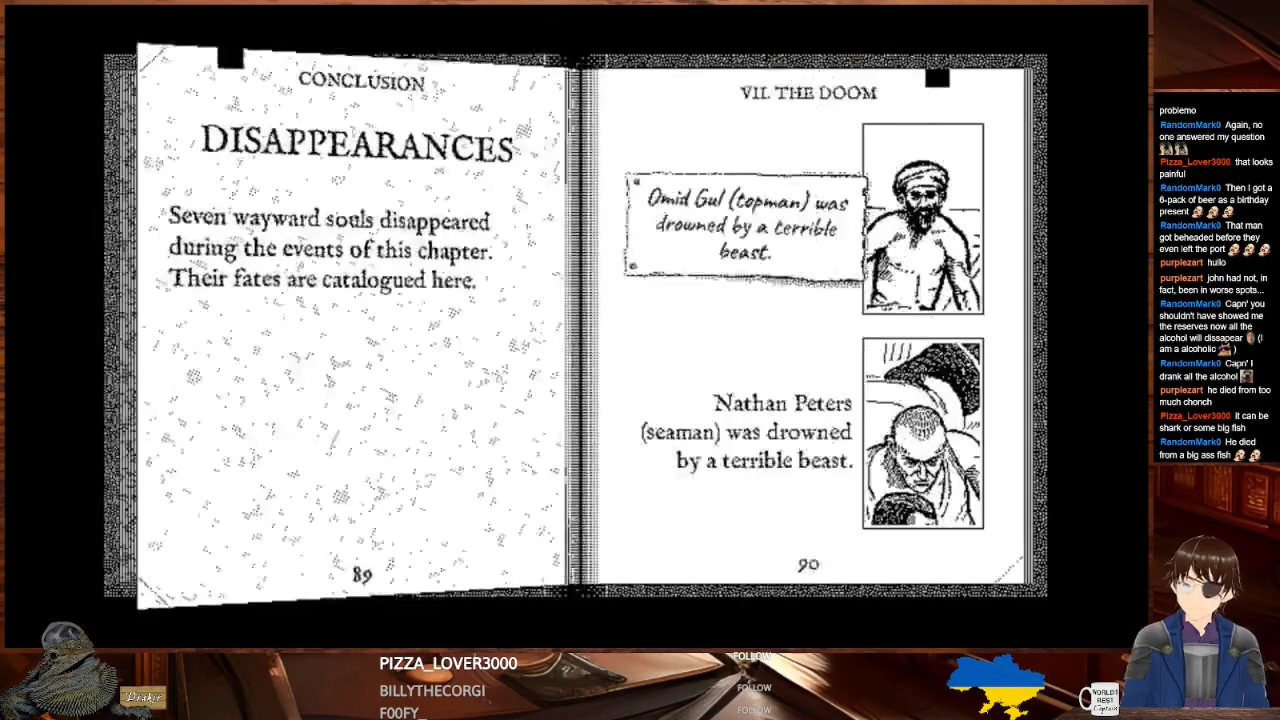 CONCLUSION
DISAPPEARANCES
Seven wayward souls disappeared
during the events of this chapter.
Their fates are catalogued here.
89
VII. THE DOOM
Omid Gul (topman) was
drowned by a terrible
beast.
Nathan Peters
(seaman) was drowned
by a terrible beast.
90
problemo
RandomMark0 Again, no
one answered my question
Pizza_Lover3000 that looks
painful
RandomMark0 Then I got a
6-pack of beer as a birthday
present
RandomMark0 That man
got beheaded before they
even left the port
purplezart hullo
purplezart john had not, in
fact, been in worse spots...
RandomMark0 Capn' you
shouldn't have showed me
the reserves now all the
alcohol will dissapear (I
am a alcoholic )
RandomMark0 Capn' I
drank all the alcohol
purplezart he died from too
much chonch
Pizza_Lover3000 It can be
shark or some big fish
RandomMark0 He died
from a big ass fish
Drake
PIZZA_LOVER3000
BILLYTHECORGI
F00FY_
FOLLOW
FOLLOW
FOLLOW
WORLD'S
BEST
Captain